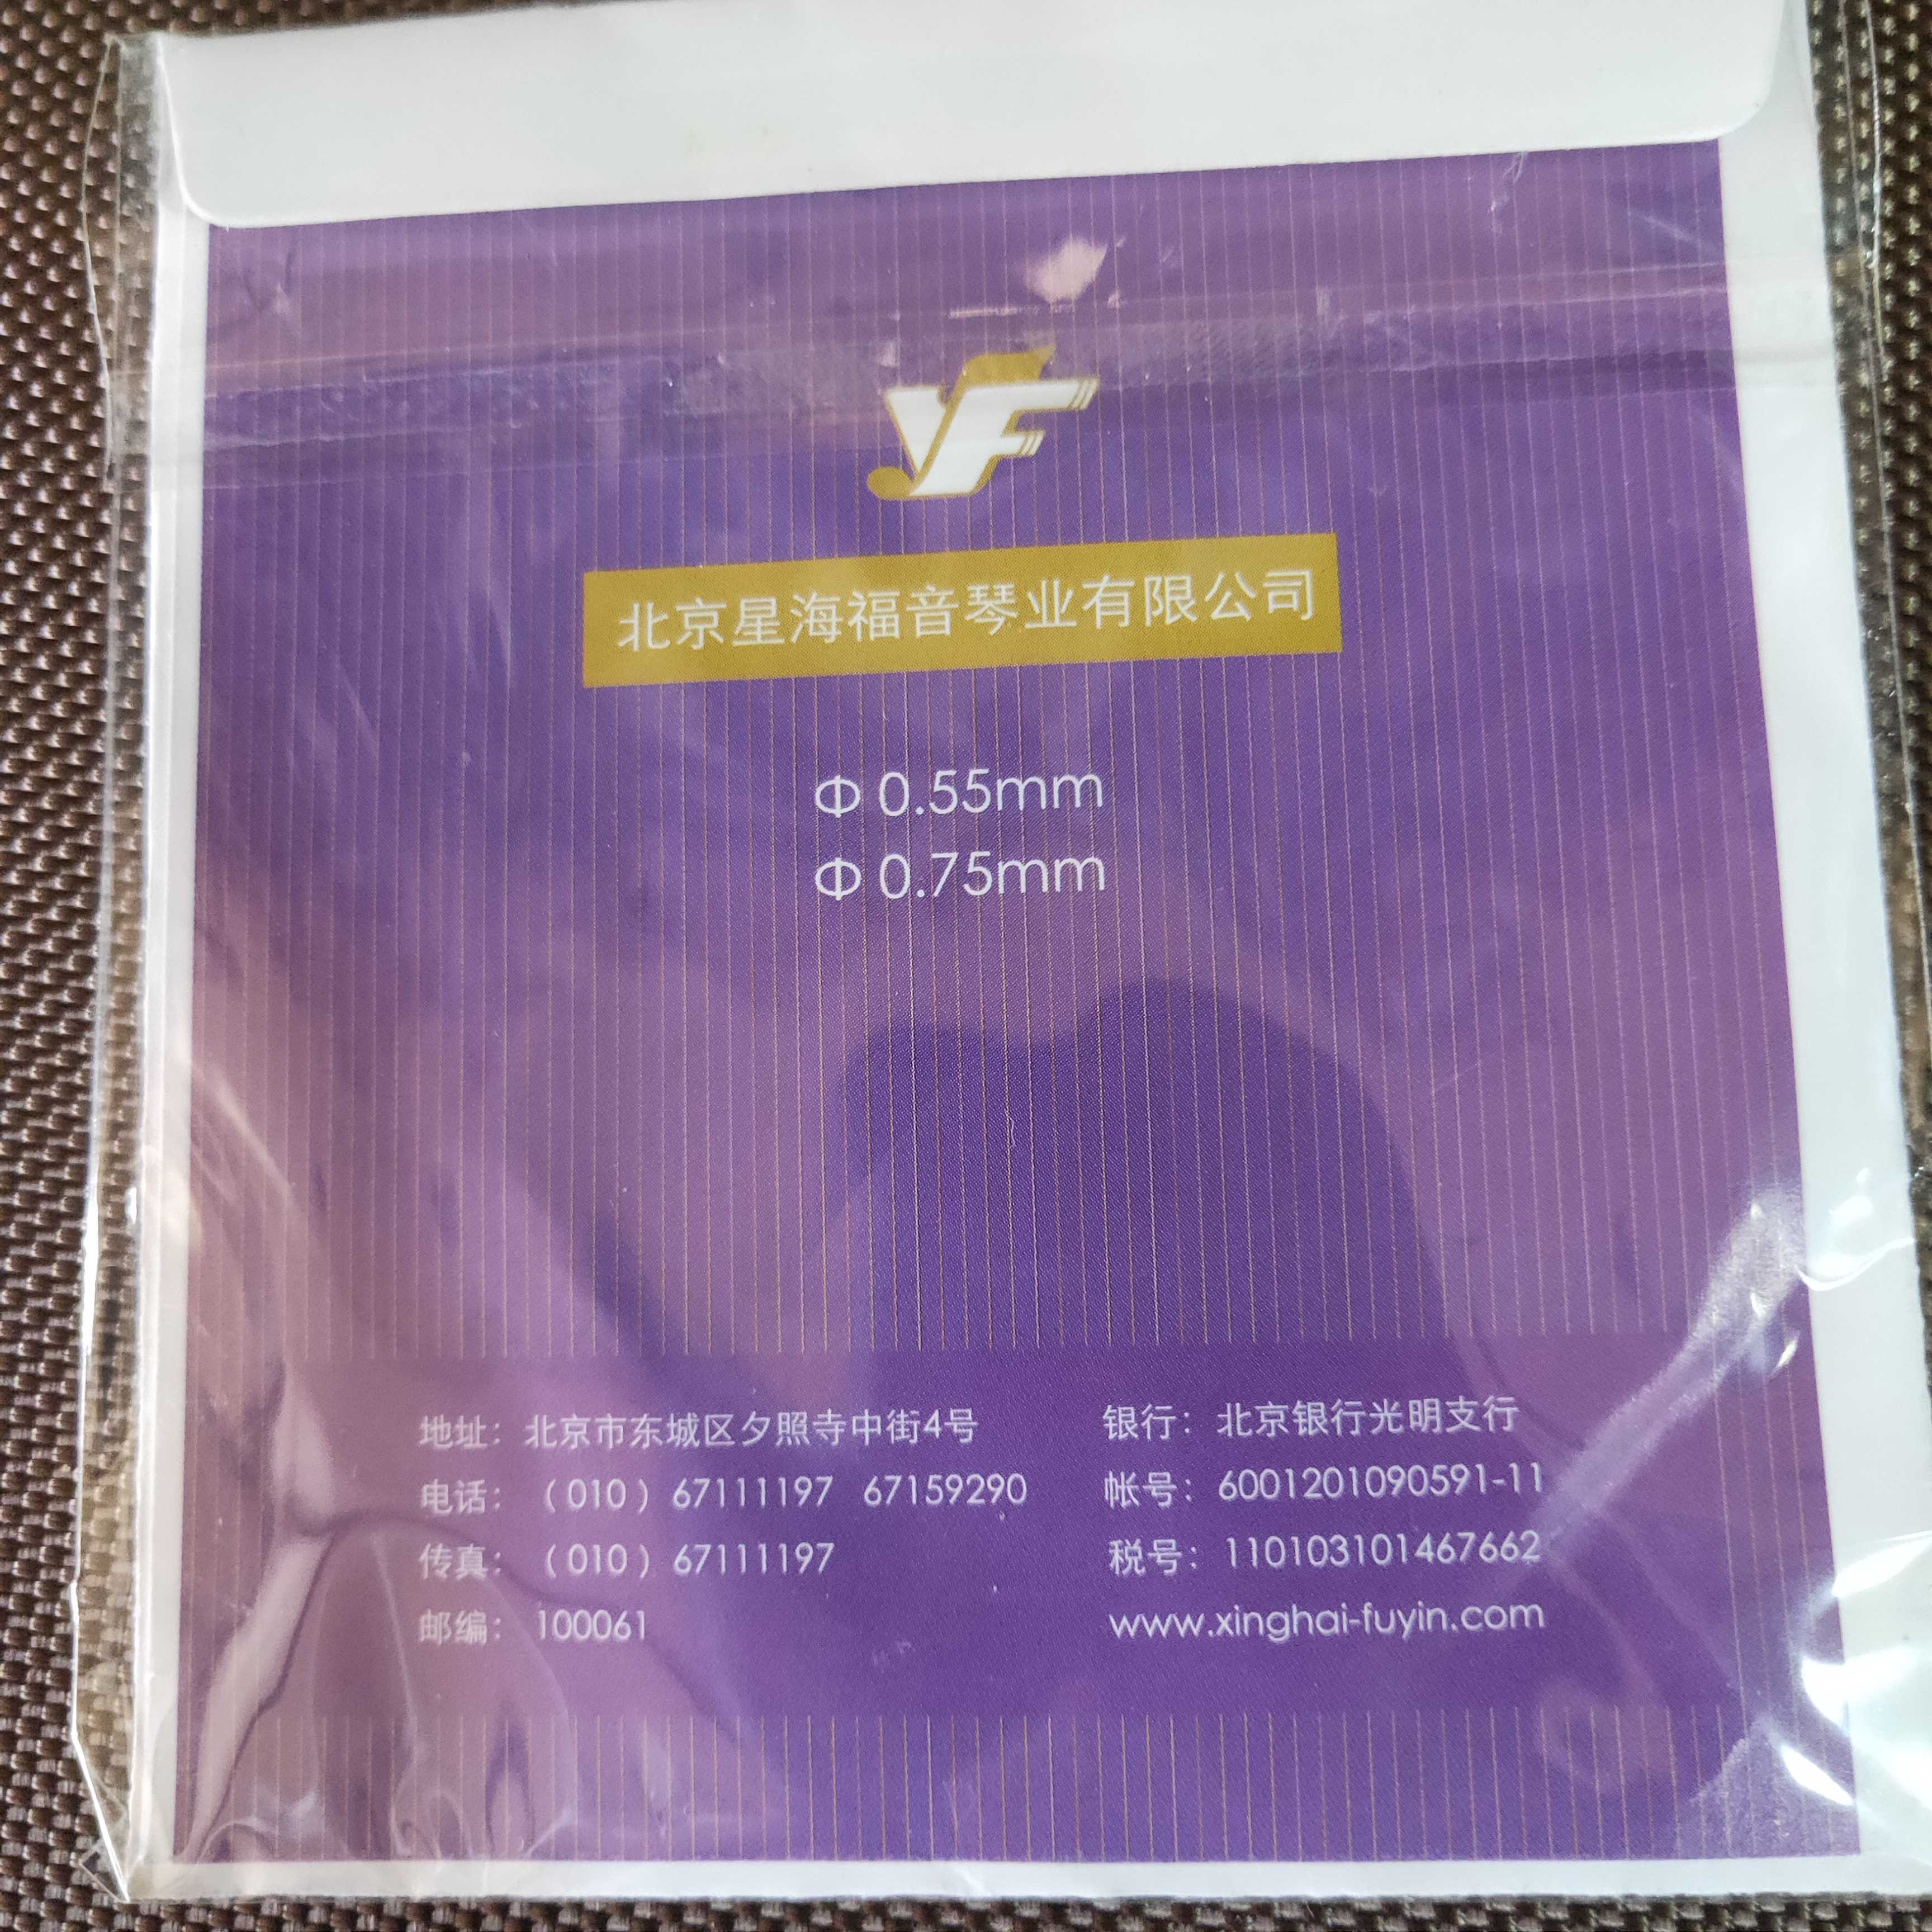 YF
北京星海福音琴业有限公司
Φ 0.55mm
Φ 0.75mm
地址：北京市东城区夕照寺中街4号
电话：（010）67111197 67159290
传真：（010）67111197
邮编：100061
银行：北京银行光明支行
帐号：6001201090591-11
税号：110103101467662
www.xinghai-fuyin.com